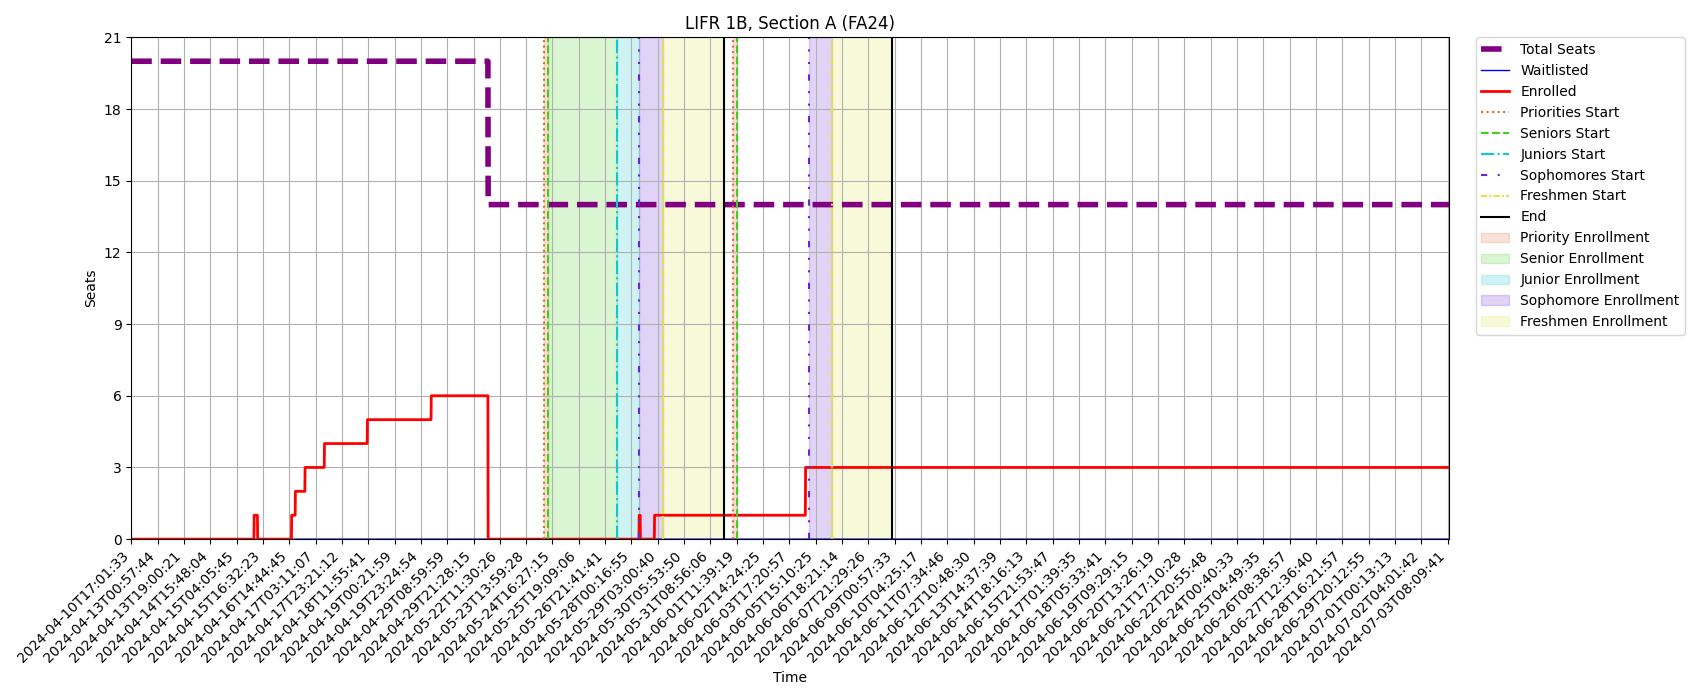 LIFR 1B, Section A (FA24)
21
18
15
12
9
6
3
0
Seats
2024-04-10T17:01:33
2024-04-13T00:57:44
2024-04-13T19:00:21
2024-04-14T15:48:04
2024-04-15T04:05:45
2024-04-15T16:32:23
2024-04-16T14:44:45
2024-04-17T03:11:07
2024-04-17T23:21:12
2024-04-18T11:55:41
2024-04-19T00:21:59
2024-04-19T23:24:54
2024-04-29T08:59:59
2024-04-29T21:28:15
2024-05-22T11:30:26
2024-05-23T13:59:28
2024-05-24T16:27:15
2024-05-25T19:09:06
2024-05-26T21:41:41
2024-05-28T00:16:55
2024-05-29T03:00:40
2024-05-30T05:53:50
2024-05-31T08:56:06
2024-06-01T11:39:19
2024-06-02T14:24:25
2024-06-03T17:20:57
2024-06-05T15:10:25
2024-06-06T18:21:14
2024-06-07T21:29:26
2024-06-09T00:57:33
2024-06-10T04:25:17
2024-06-11T07:34:46
2024-06-12T10:48:30
2024-06-13T14:37:39
2024-06-14T18:16:13
2024-06-15T21:53:47
2024-06-17T01:39:35
2024-06-18T05:33:41
2024-06-19T09:29:15
2024-06-20T13:26:19
2024-06-21T17:10:28
2024-06-22T20:55:48
2024-06-24T00:40:33
2024-06-25T04:49:35
2024-06-26T08:38:57
2024-06-27T12:36:40
2024-06-28T16:21:57
2024-06-29T20:12:55
2024-07-01T00:13:13
2024-07-02T04:01:42
2024-07-03T08:09:41
Time
Total Seats
Waitlisted
Enrolled
Priorities Start
Seniors Start
Juniors Start
Sophomores Start
Freshmen Start
End
Priority Enrollment
Senior Enrollment
Junior Enrollment
Sophomore Enrollment
Freshmen Enrollment